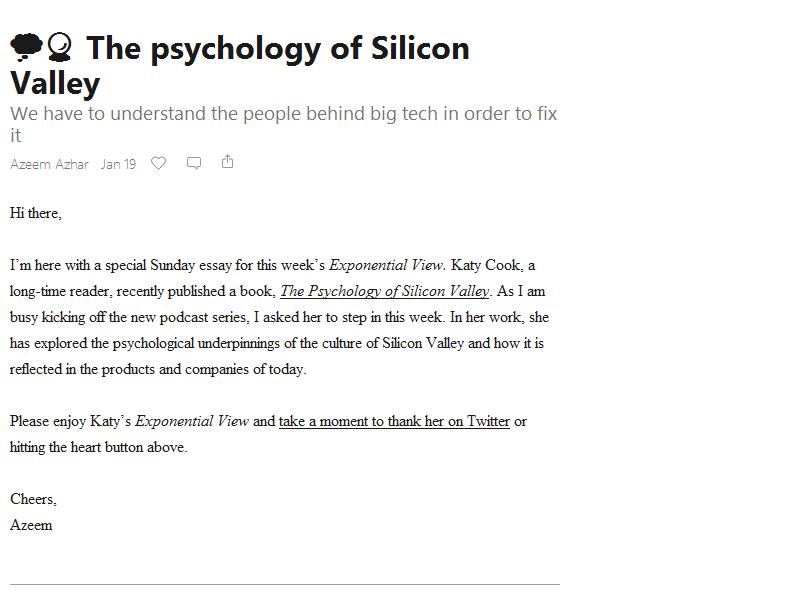 The psychology of Silicon
Valley
We have to understand the people behind big tech in order to fix
it
Azeem Azhar Jan 19
Hi there,
I’m here with a special Sunday essay for this week’s Exponential View. Katy Cook, a
long-time reader, recently published a book, The Psychology of Silicon Valley. As I am
busy kicking off the new podcast series, I asked her to step in this week. In her work, she
has explored the psychological underpinnings of the culture of Silicon Valley and how it is
reflected in the products and companies of today.
Please enjoy Katy’s Exponential View and take a moment to thank her on Twitter or
hitting the heart button above.
Cheers,
Azeem